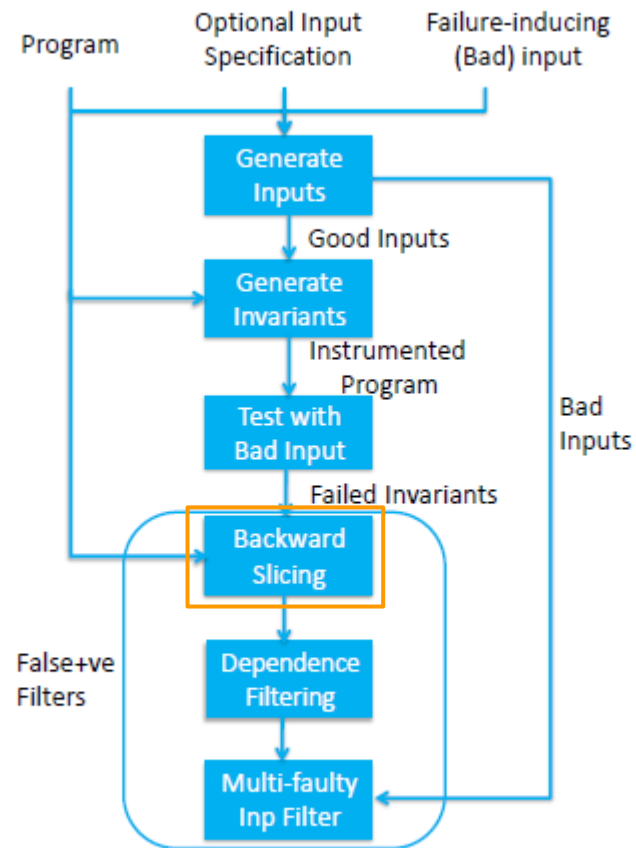 Program
Optional Input
Specification
Failure-inducing
(Bad) input
Generate
Inputs
Good Inputs
Generate
Invariants
Instrumented
Program
Test with
Bad Input
Bad
Inputs
Failed Invariants
Backward
Slicing
False+ve
Filters
Dependence
Filtering
Multi-faulty
Inp Filter